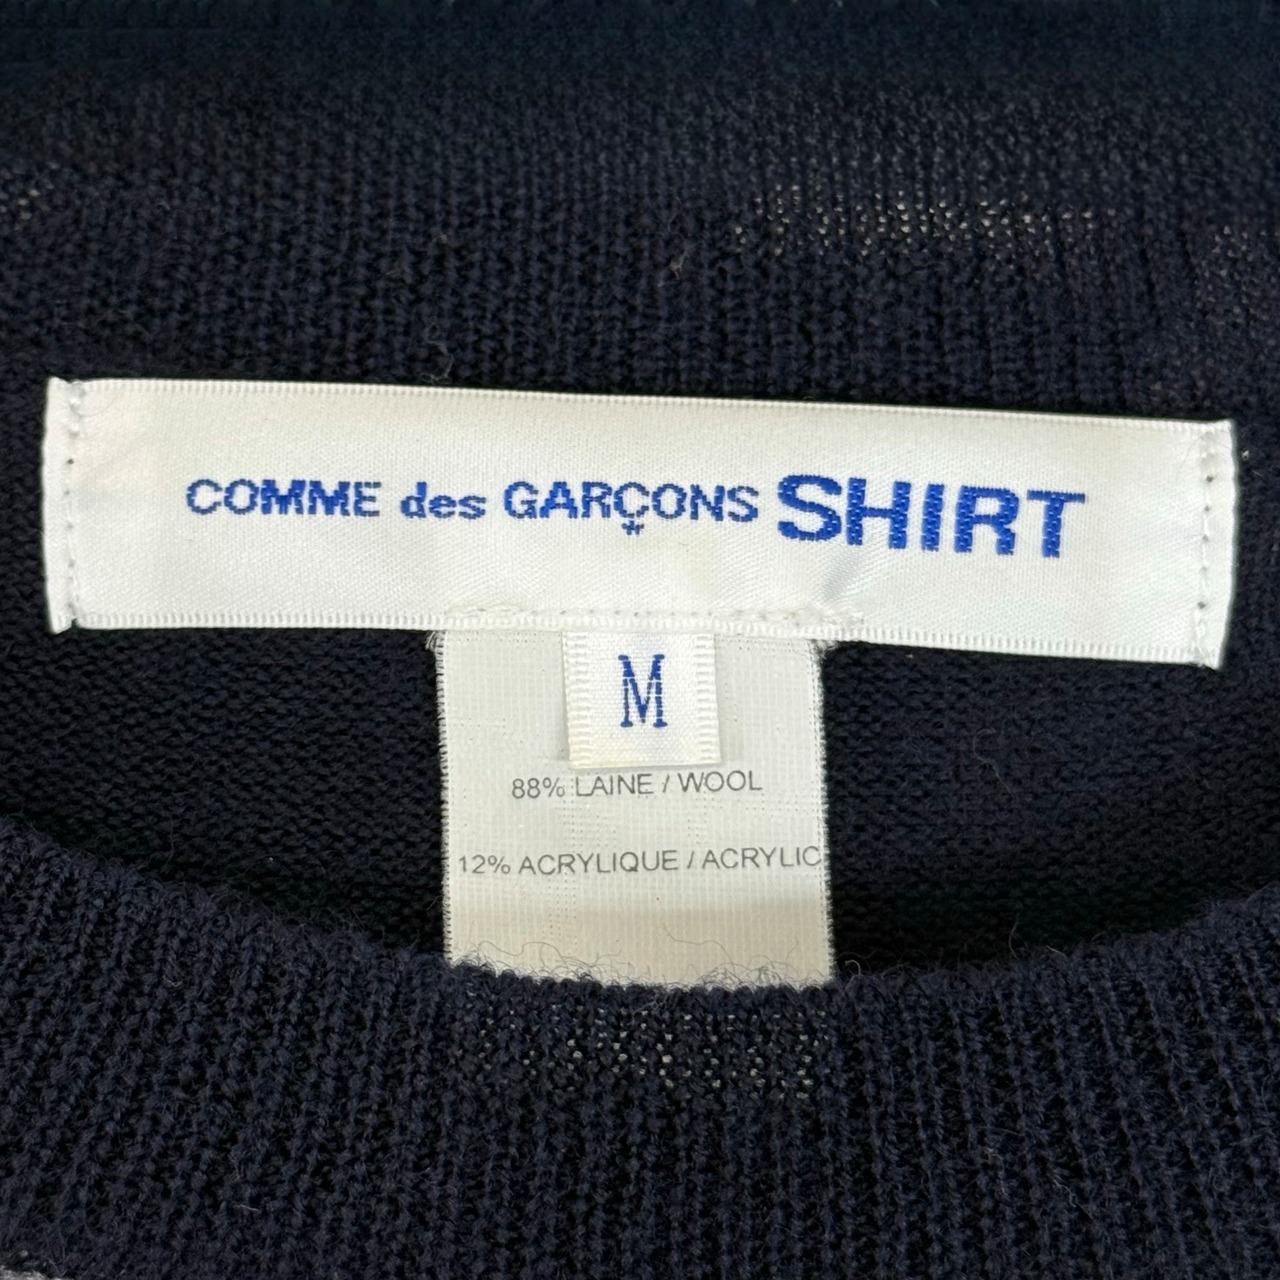 COMME des GARÇONS SHIRT
M
88% LAINE / WOOL
12% ACRYLIQUE / ACRYLIC